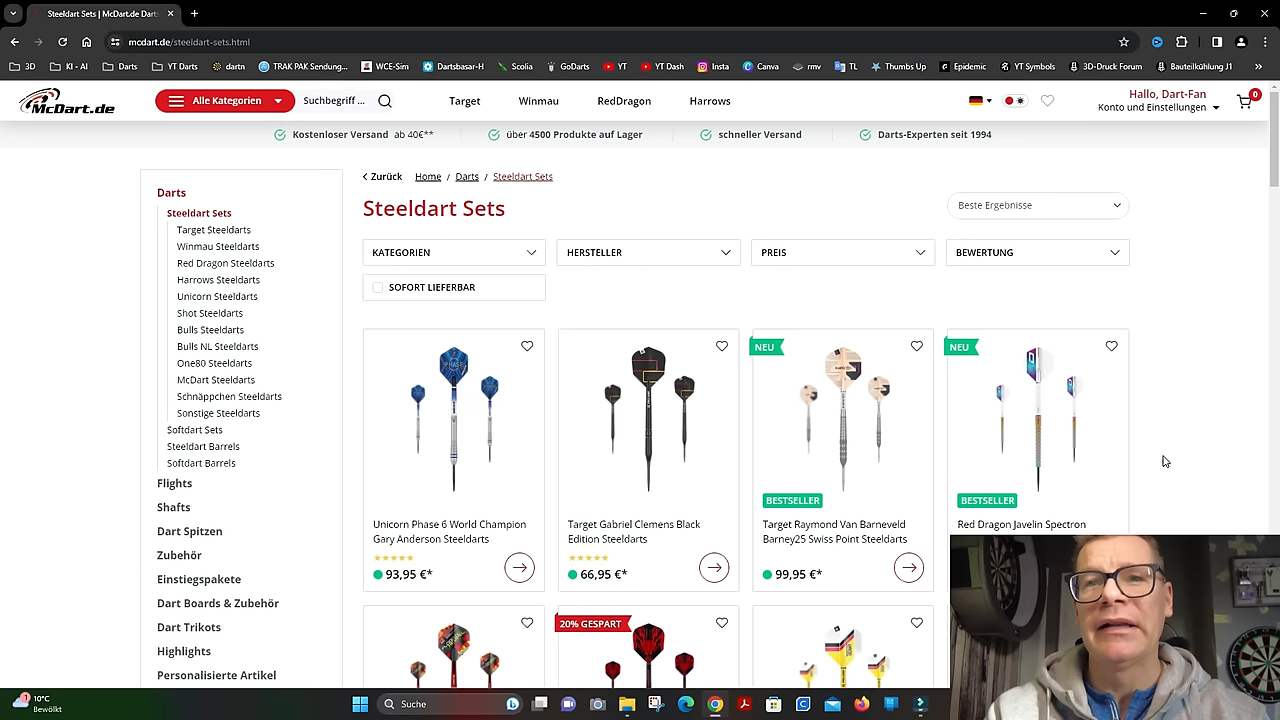 Steeldart Sets | McDart.de Darts
mcdart.de/steeldart-sets.html
3D
KI - AI
Darts
YT Darts
dartn
TRAK PAK Sendung...
WCE-Sim
Dartsbasar-H
Scolia
GoDarts
YT
YT Dash
Insta
Canva
rmv
TL
Thumbs Up
Epidemic
YT Symbols
3D-Druck Forum
Bauteilkühlung J1
McDart.de
Alle Kategorien
Suchbegriff ...
Target
Winmau
RedDragon
Harrows
Hallo, Dart-Fan
Konto und Einstellungen
0
Kostenloser Versand ab 40€**
über 4500 Produkte auf Lager
schneller Versand
Darts-Experten seit 1994
Darts
Steeldart Sets
Target Steeldarts
Winmau Steeldarts
Red Dragon Steeldarts
Harrows Steeldarts
Unicorn Steeldarts
Shot Steeldarts
Bulls Steeldarts
Bulls NL Steeldarts
One80 Steeldarts
McDart Steeldarts
Schnäppchen Steeldarts
Sonstige Steeldarts
Softdart Sets
Steeldart Barrels
Softdart Barrels
Flights
Shafts
Dart Spitzen
Zubehör
Einstiegspakete
Dart Boards & Zubehör
Dart Trikots
Highlights
Personalisierte Artikel
Zurück Home / Darts / Steeldart Sets
Steeldart Sets
Beste Ergebnisse
KATEGORIEN
HERSTELLER
PREIS
BEWERTUNG
SOFORT LIEFERBAR
Unicorn Phase 6 World Champion
Gary Anderson Steeldarts
93,95 €*
Target Gabriel Clemens Black
Edition Steeldarts
66,95 €*
NEU
BESTSELLER
Target Raymond Van Barneveld
Barney25 Swiss Point Steeldarts
99,95 €*
NEU
BESTSELLER
Red Dragon Javelin Spectron
20% GESPART
1
10°C
Bewölkt
Suche